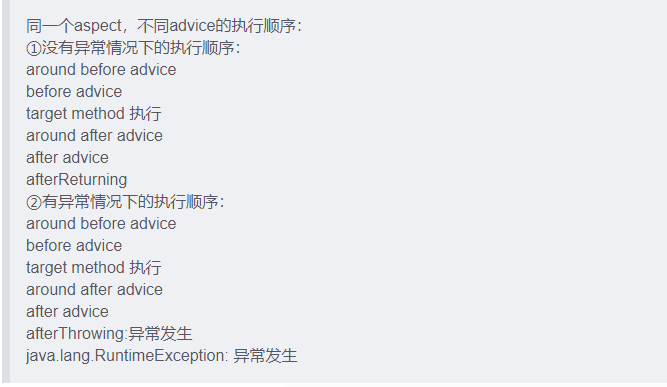 同一个aspect，不同advice的执行顺序：
①没有异常情况下的执行顺序：
around before advice
before advice
target method 执行
around after advice
after advice
afterReturning
②有异常情况下的执行顺序：
around before advice
before advice
target method 执行
around after advice
after advice
afterThrowing:异常发生
java.lang.RuntimeException: 异常发生